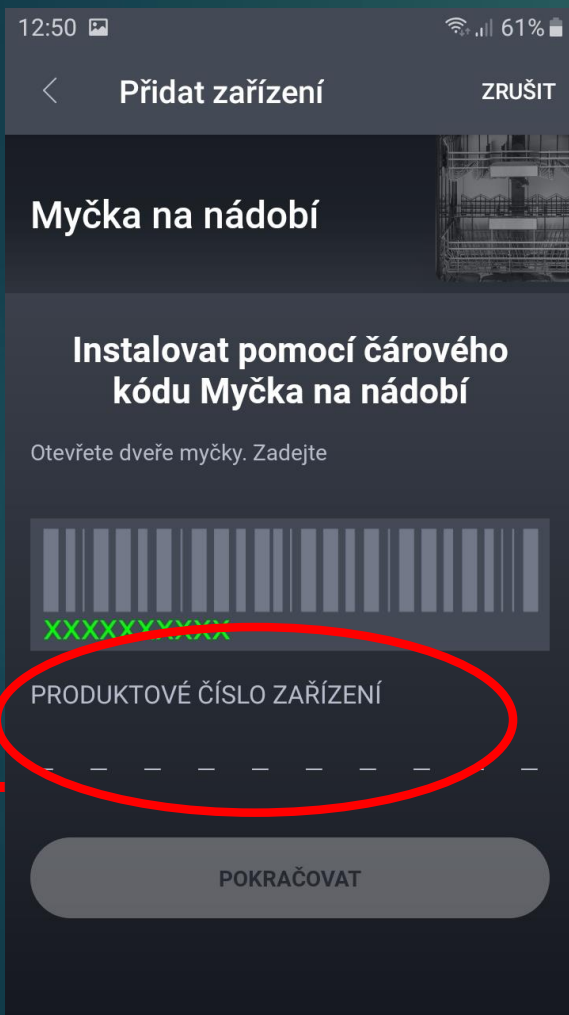 12:50 61%
Přidat zařízení ZRUŠIT
Myčka na nádobí
Instalovat pomocí čárového
kódu Myčka na nádobí
Otevřete dveře myčky. Zadejte
XXXXXXXXXX
PRODUKTOVÉ ČÍSLO ZAŘÍZENÍ
_ _ _ _ _ _ _ _ _ _
POKRAČOVAT